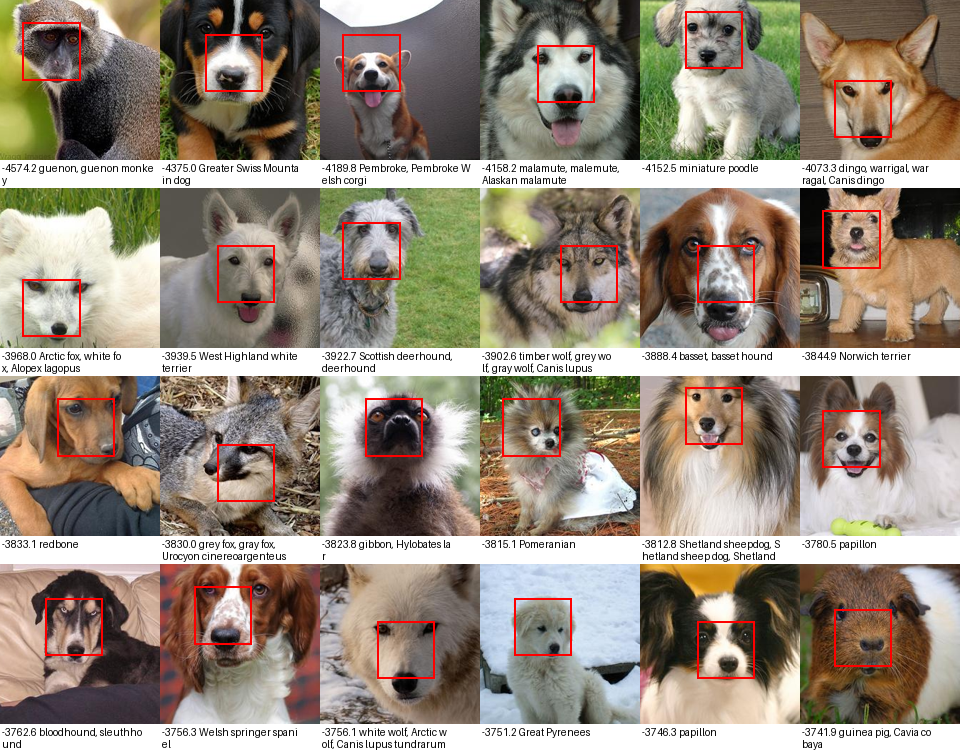 -4574.2 guenon, guenon monke
y
-4375.0 Greater Swiss Mounta
in dog
-4189.8 Pembroke, Pembroke W
elsh corgi
-4158.2 malamute, malemute,
Alaskan malamute
-4152.5 miniature poodle
-4073.3 dingo, warrigal, war
ragal, Canis dingo
-3968.0 Arctic fox, white fo
x, Alopex lagopus
-3939.5 West Highland white
terrier
-3922.7 Scottish deerhound,
deerhound
-3902.6 timber wolf, grey wo
lf, gray wolf, Canis lupus
-3888.4 basset, basset hound
-3844.9 Norwich terrier
-3833.1 redbone
-3830.0 grey fox, gray fox,
Urocyon cinereoargenteus
-3823.8 gibbon, Hylobates la
r
-3815.1 Pomeranian
-3812.8 Shetland sheepdog, S
hetland sheep dog, Shetland
-3780.5 papillon
-3762.6 bloodhound, sleuthho
und
-3756.3 Welsh springer spani
el
-3756.1 white wolf, Arctic w
olf, Canis lupus tundrarum
-3751.2 Great Pyrenees
-3746.3 papillon
-3741.9 guinea pig, Cavia co
baya